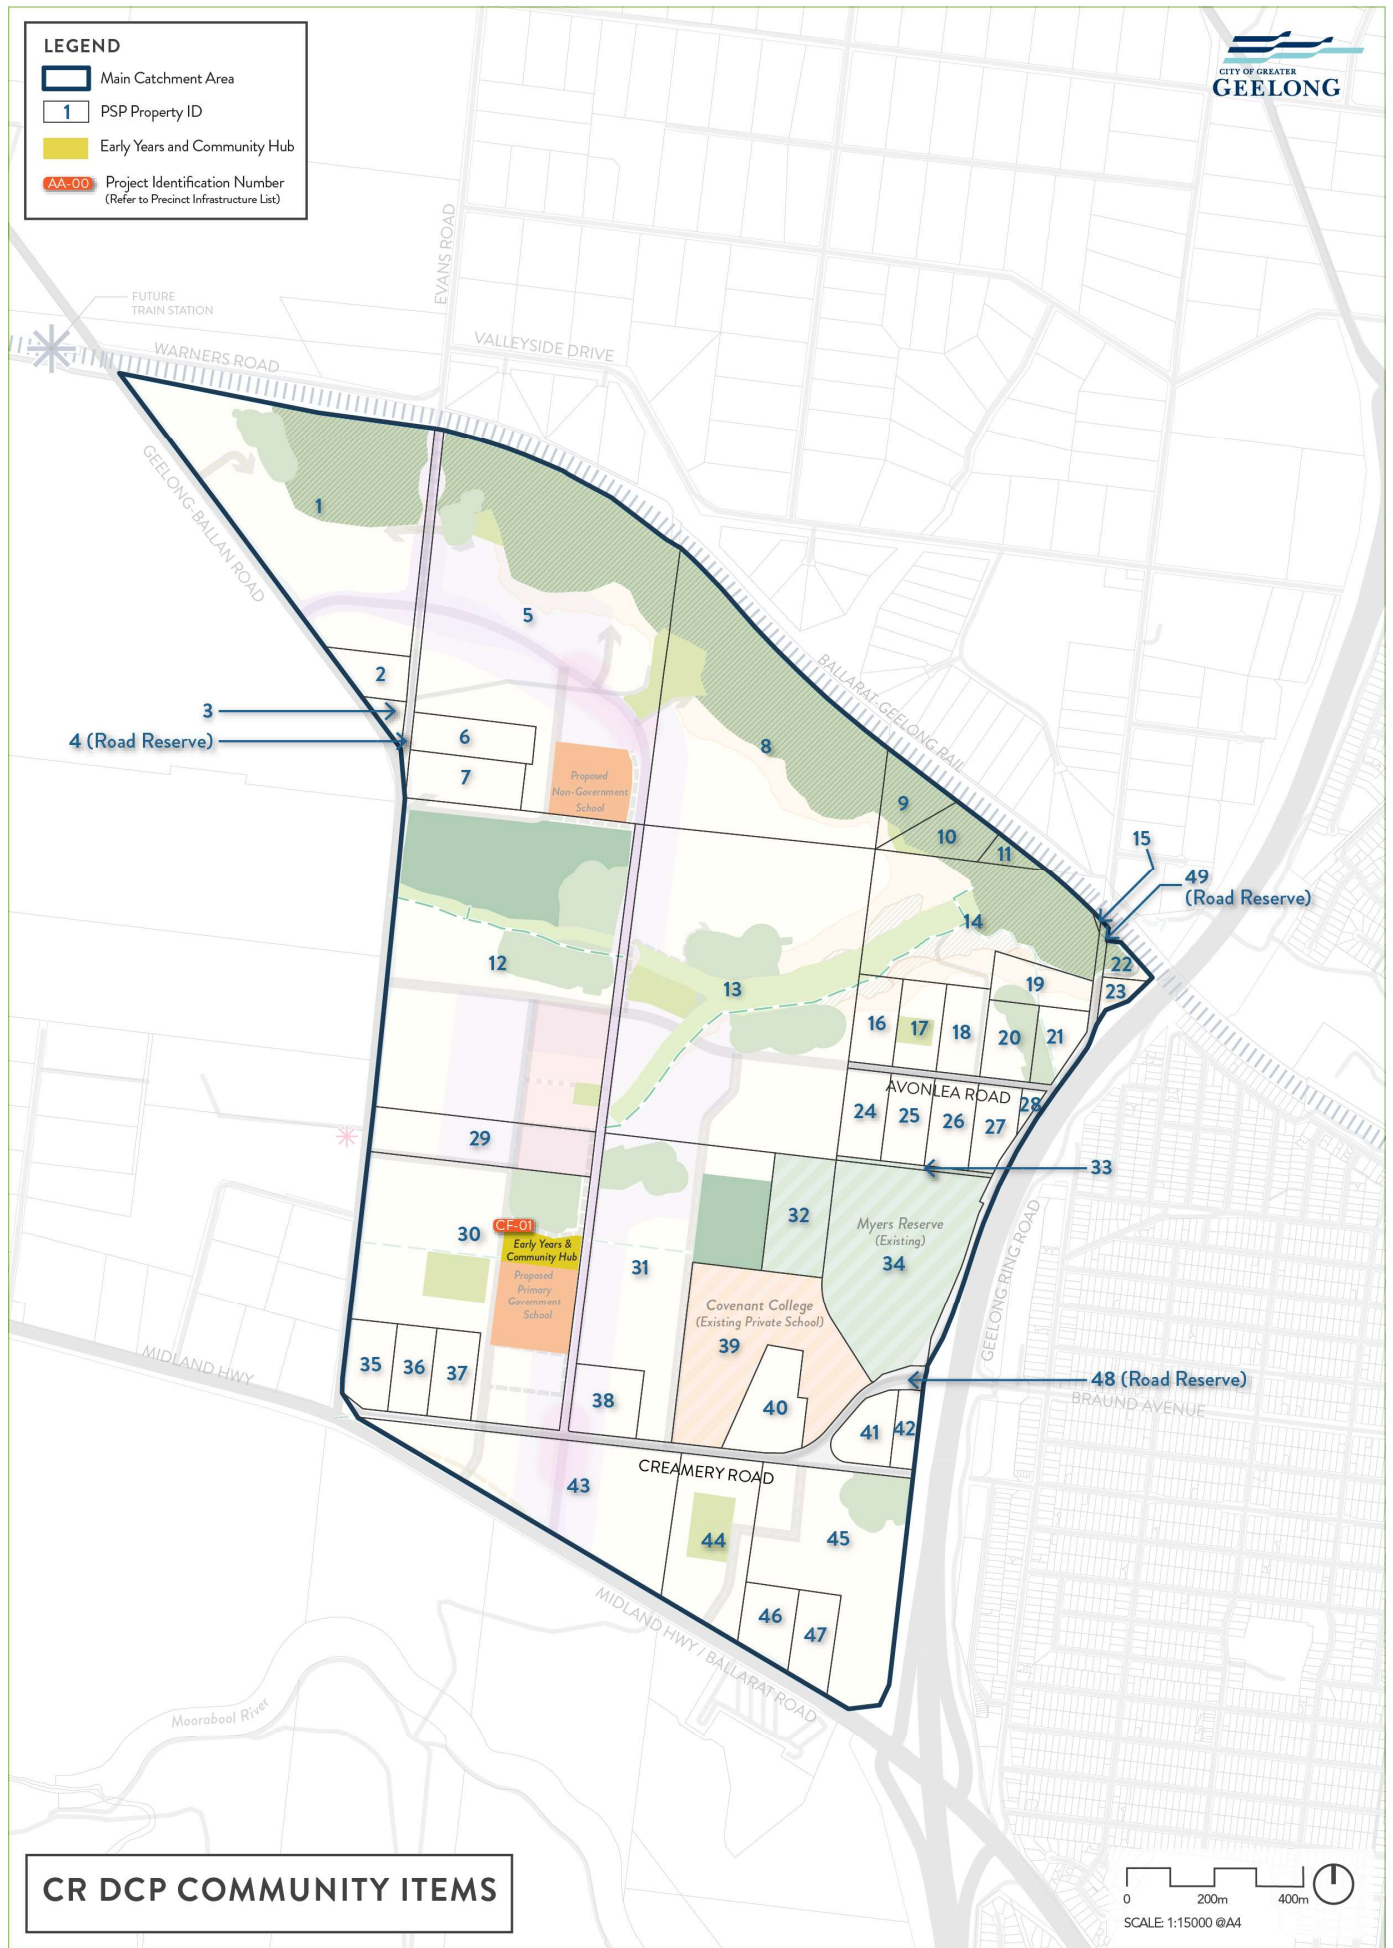 LEGEND
Main Catchment Area
1 PSP Property ID
Early Years and Community Hub
AA-00 Project Identification Number
(Refer to Precinct Infrastructure List)
CITY OF GREATER
GEELONG
EVANS ROAD
FUTURE
TRAIN STATION
WARNERS ROAD
VALLEYSIDE DRIVE
GEELONG-BALLAN ROAD
1
5
2
3
4 (Road Reserve)
6
7
8
BALLARAT-GEELONG RAIL
Proposed
Non-Government
School
9
10
11
15
49
(Road Reserve)
12
13
14
22
23
19
16
17
18
20
21
AVONLEA ROAD
24
25
26
27
28
29
33
30
CF-01
Early Years &
Community Hub
Proposed
Primary
Government
School
31
32
Myers Reserve
(Existing)
34
GEELONG RING ROAD
Covenant College
(Existing Private School)
39
35
36
37
38
40
41
42
48 (Road Reserve)
BRAUND AVENUE
MIDLAND HWY
CREAMERY ROAD
43
44
45
46
47
MIDLAND HWY / BALLARAT ROAD
Moorabool River
CR DCP COMMUNITY ITEMS
0 200m 400m
SCALE: 1:15000 @A4